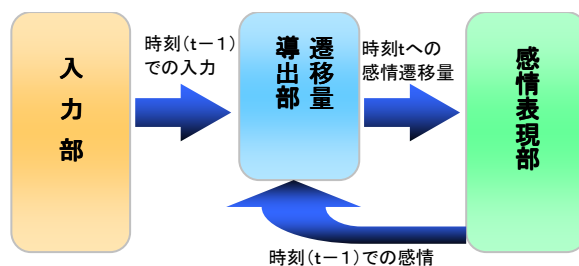 入力部
時刻（t－1）
での入力
遷移量
導出部
時刻tへの
感情遷移量
感情表現部
時刻（t－1）での感情